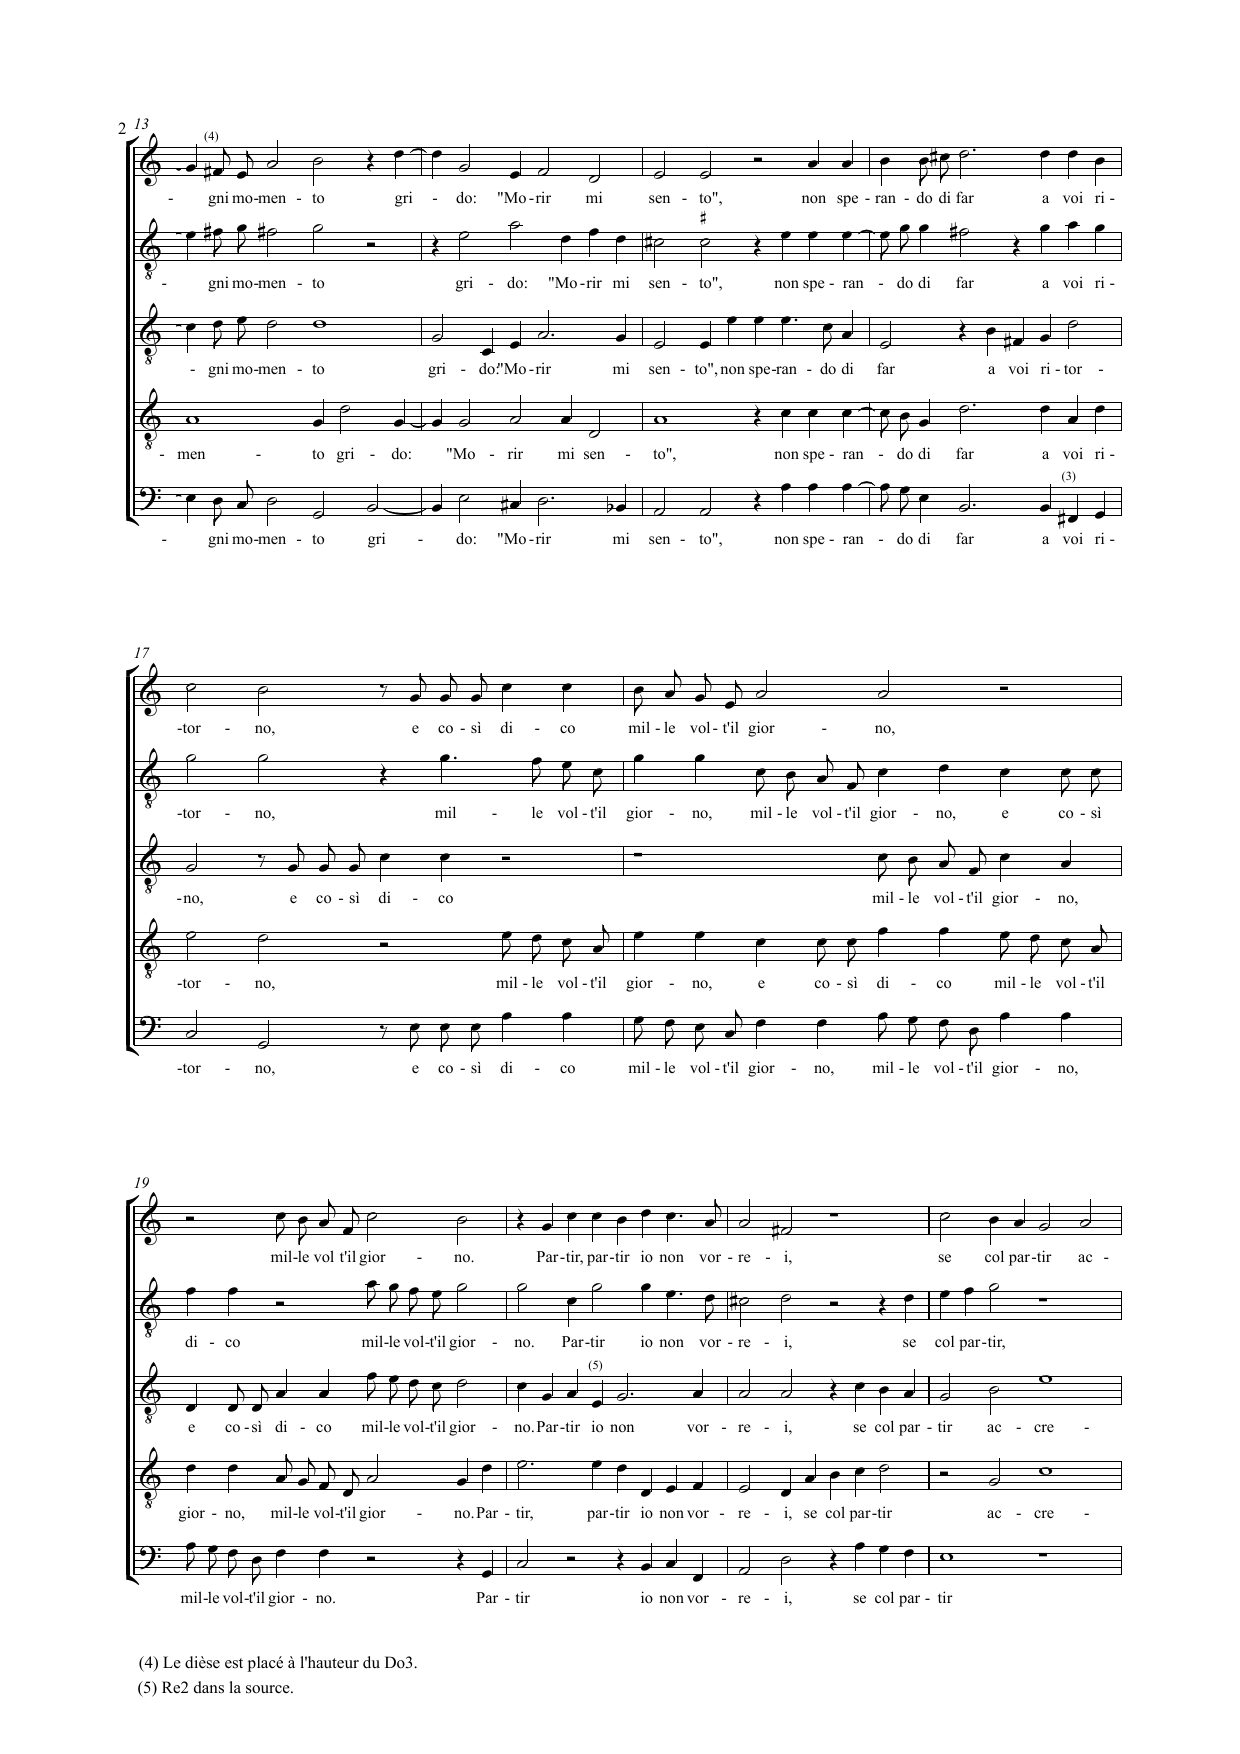 2 13
(4)
- gni mo-men - to gri - do: "Mo-rir mi sen - to", non spe - ran - do di far a voi ri-
- gni mo-men - to gri - do: "Mo-rir mi sen - to", non spe - ran - do di far a voi ri-
- gni mo-men - to gri - do: "Mo-rir mi sen - to", non spe-ran - do di far a voi ri - tor -
- men - to gri - do: "Mo - rir mi sen - to", non spe - ran - do di far a voi ri-
(3)
- gni mo-men - to gri - do: "Mo-rir mi sen - to", non spe - ran - do di far a voi ri-
17
-tor - no, e co - sì di - co mil - le vol - t'il gior - no,
-tor - no, mil - le vol - t'il gior - no, mil - le vol - t'il gior - no, e co - sì
-no, e co - sì di - co mil - le vol - t'il gior - no,
-tor - no, mil - le vol - t'il gior - no, e co - sì di - co mil - le vol - t'il
-tor - no, e co - sì di - co mil - le vol - t'il gior - no, mil - le vol - t'il gior - no,
19
mil-le vol t'il gior - no. Par-tir, par-tir io non vor - re - i, se col par-tir ac -
di - co mil-le vol-t'il gior - no. Par-tir io non vor - re - i, se col par-tir,
(5)
e co - sì di - co mil-le vol-t'il gior - no. Par-tir io non vor - re - i, se col par - tir ac - cre -
gior - no, mil-le vol-t'il gior - no. Par - tir, par-tir io non vor - re - i, se col par-tir ac - cre -
mil-le vol-t'il gior - no. Par - tir io non vor - re - i, se col par - tir
(4) Le dièse est placé à l'hauteur du Do3.
(5) Re2 dans la source.